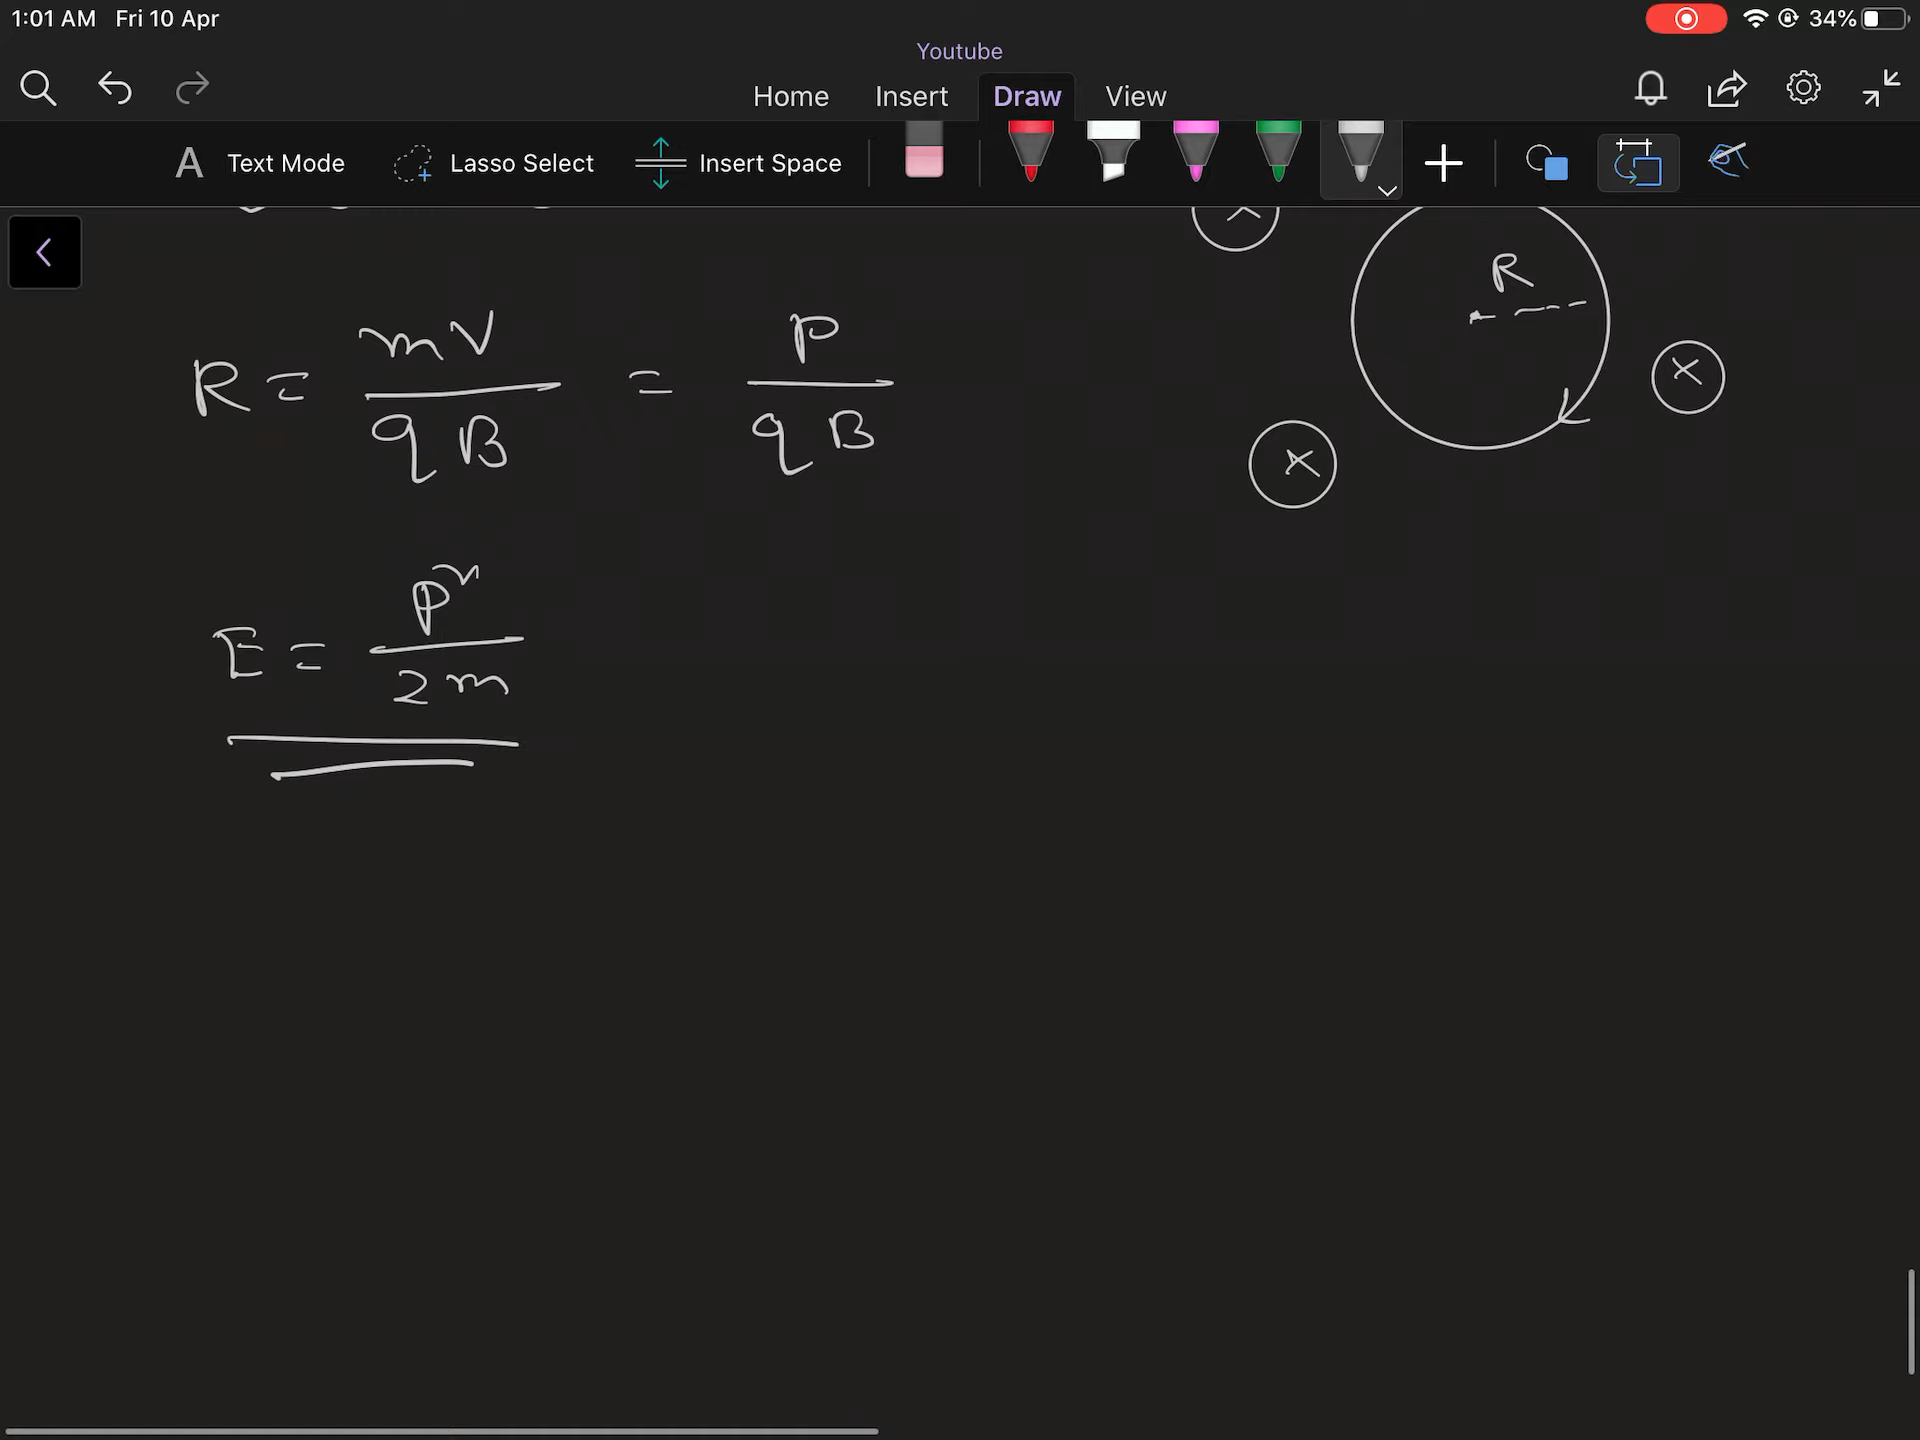 1:01 AM Fri 10 Apr
34%
Youtube
Home Insert Draw View
A Text Mode Lasso Select Insert Space
R
R = mV / qB = P / qB
E = P² / 2m